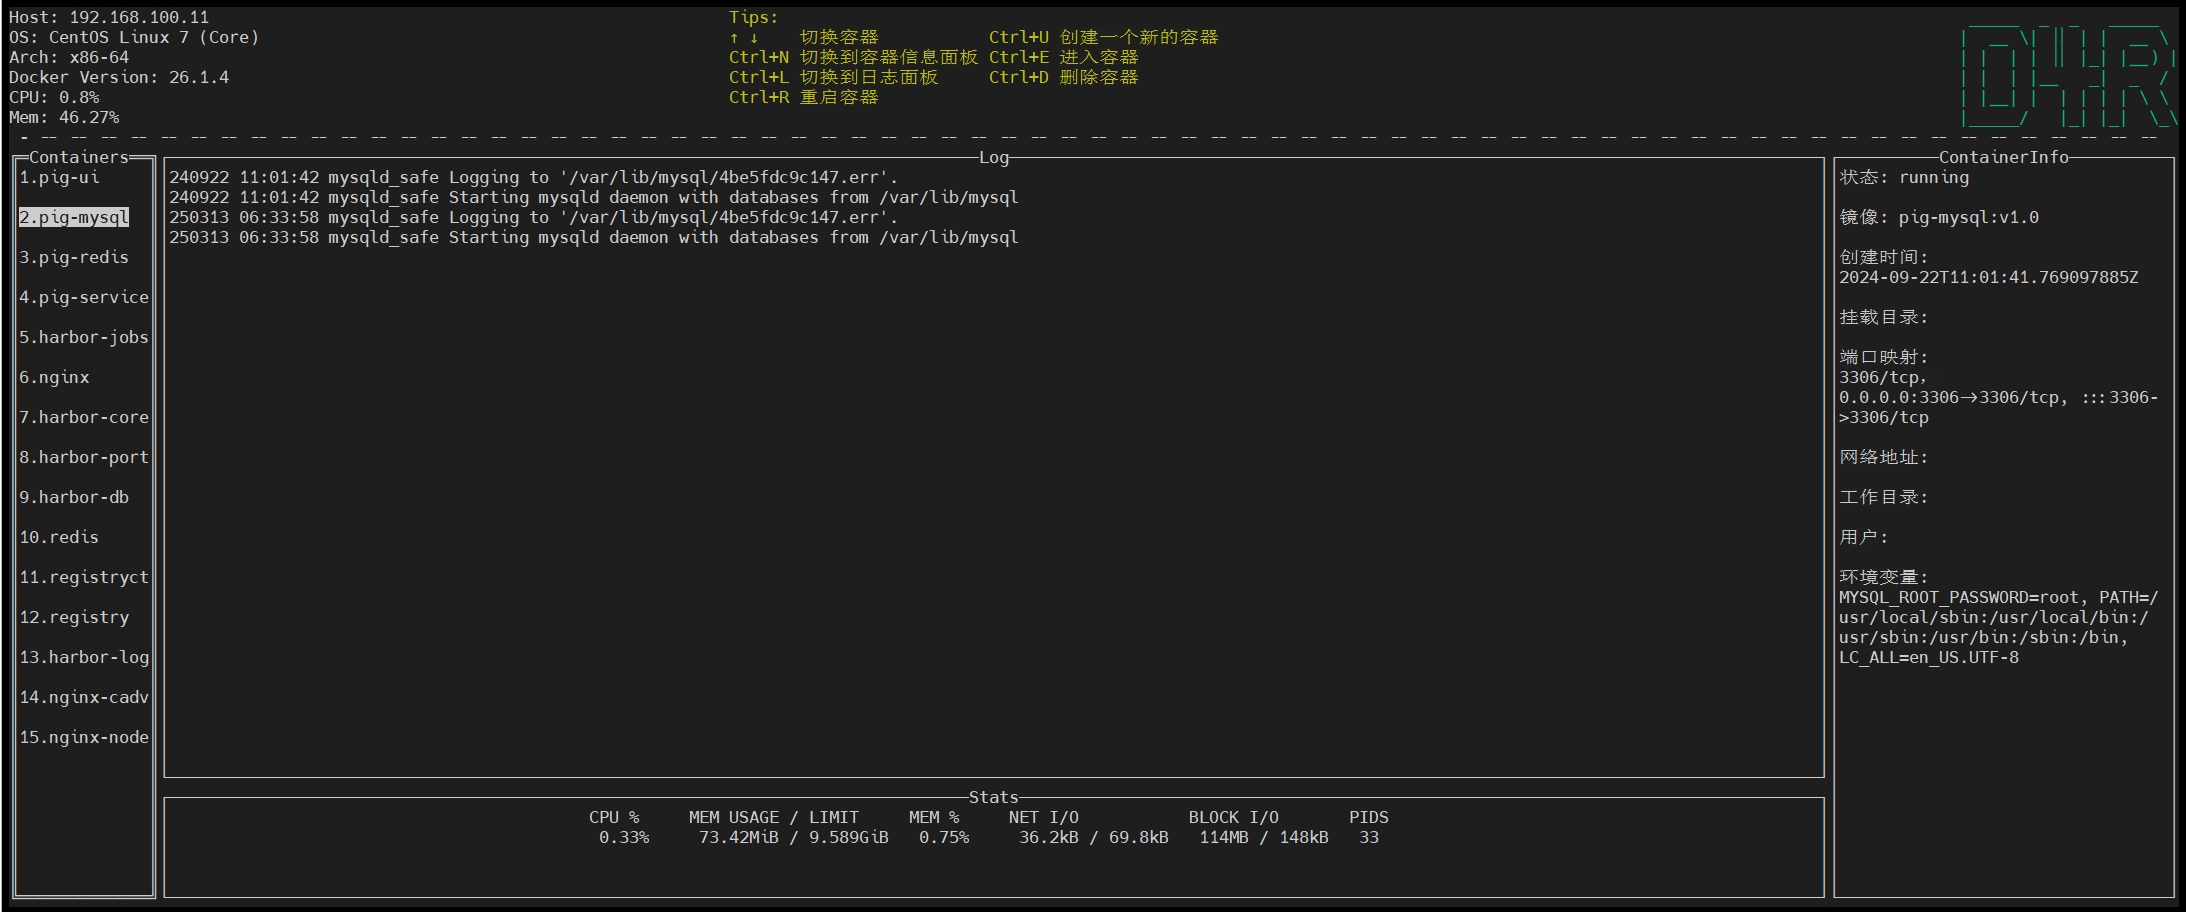 Host: 192.168.100.11
OS: CentOS Linux 7 (Core)
Arch: x86-64
Docker Version: 26.1.4
CPU: 0.8%
Mem: 46.27%
Tips:
↑ ↓ 切换容器 Ctrl+U 创建一个新的容器
Ctrl+N 切换到容器信息面板 Ctrl+E 进入容器
Ctrl+L 切换到日志面板 Ctrl+D 删除容器
Ctrl+R 重启容器
D4R
Containers
1.pig-ui
2.pig-mysql
3.pig-redis
4.pig-service
5.harbor-jobs
6.nginx
7.harbor-core
8.harbor-port
9.harbor-db
10.redis
11.registryct
12.registry
13.harbor-log
14.nginx-cadv
15.nginx-node
Log
240922 11:01:42 mysqld_safe Logging to '/var/lib/mysql/4be5fdc9c147.err'.
240922 11:01:42 mysqld_safe Starting mysqld daemon with databases from /var/lib/mysql
250313 06:33:58 mysqld_safe Logging to '/var/lib/mysql/4be5fdc9c147.err'.
250313 06:33:58 mysqld_safe Starting mysqld daemon with databases from /var/lib/mysql
Stats
CPU % MEM USAGE / LIMIT MEM % NET I/O BLOCK I/O PIDS
0.33% 73.42MiB / 9.589GiB 0.75% 36.2kB / 69.8kB 114MB / 148kB 33
ContainerInfo
状态: running
镜像: pig-mysql:v1.0
创建时间:
2024-09-22T11:01:41.769097885Z
挂载目录:
端口映射:
3306/tcp,
0.0.0.0:3306->3306/tcp, :::3306-
>3306/tcp
网络地址:
工作目录:
用户:
环境变量:
MYSQL_ROOT_PASSWORD=root, PATH=/
usr/local/sbin:/usr/local/bin:/
usr/sbin:/usr/bin:/sbin:/bin,
LC_ALL=en_US.UTF-8